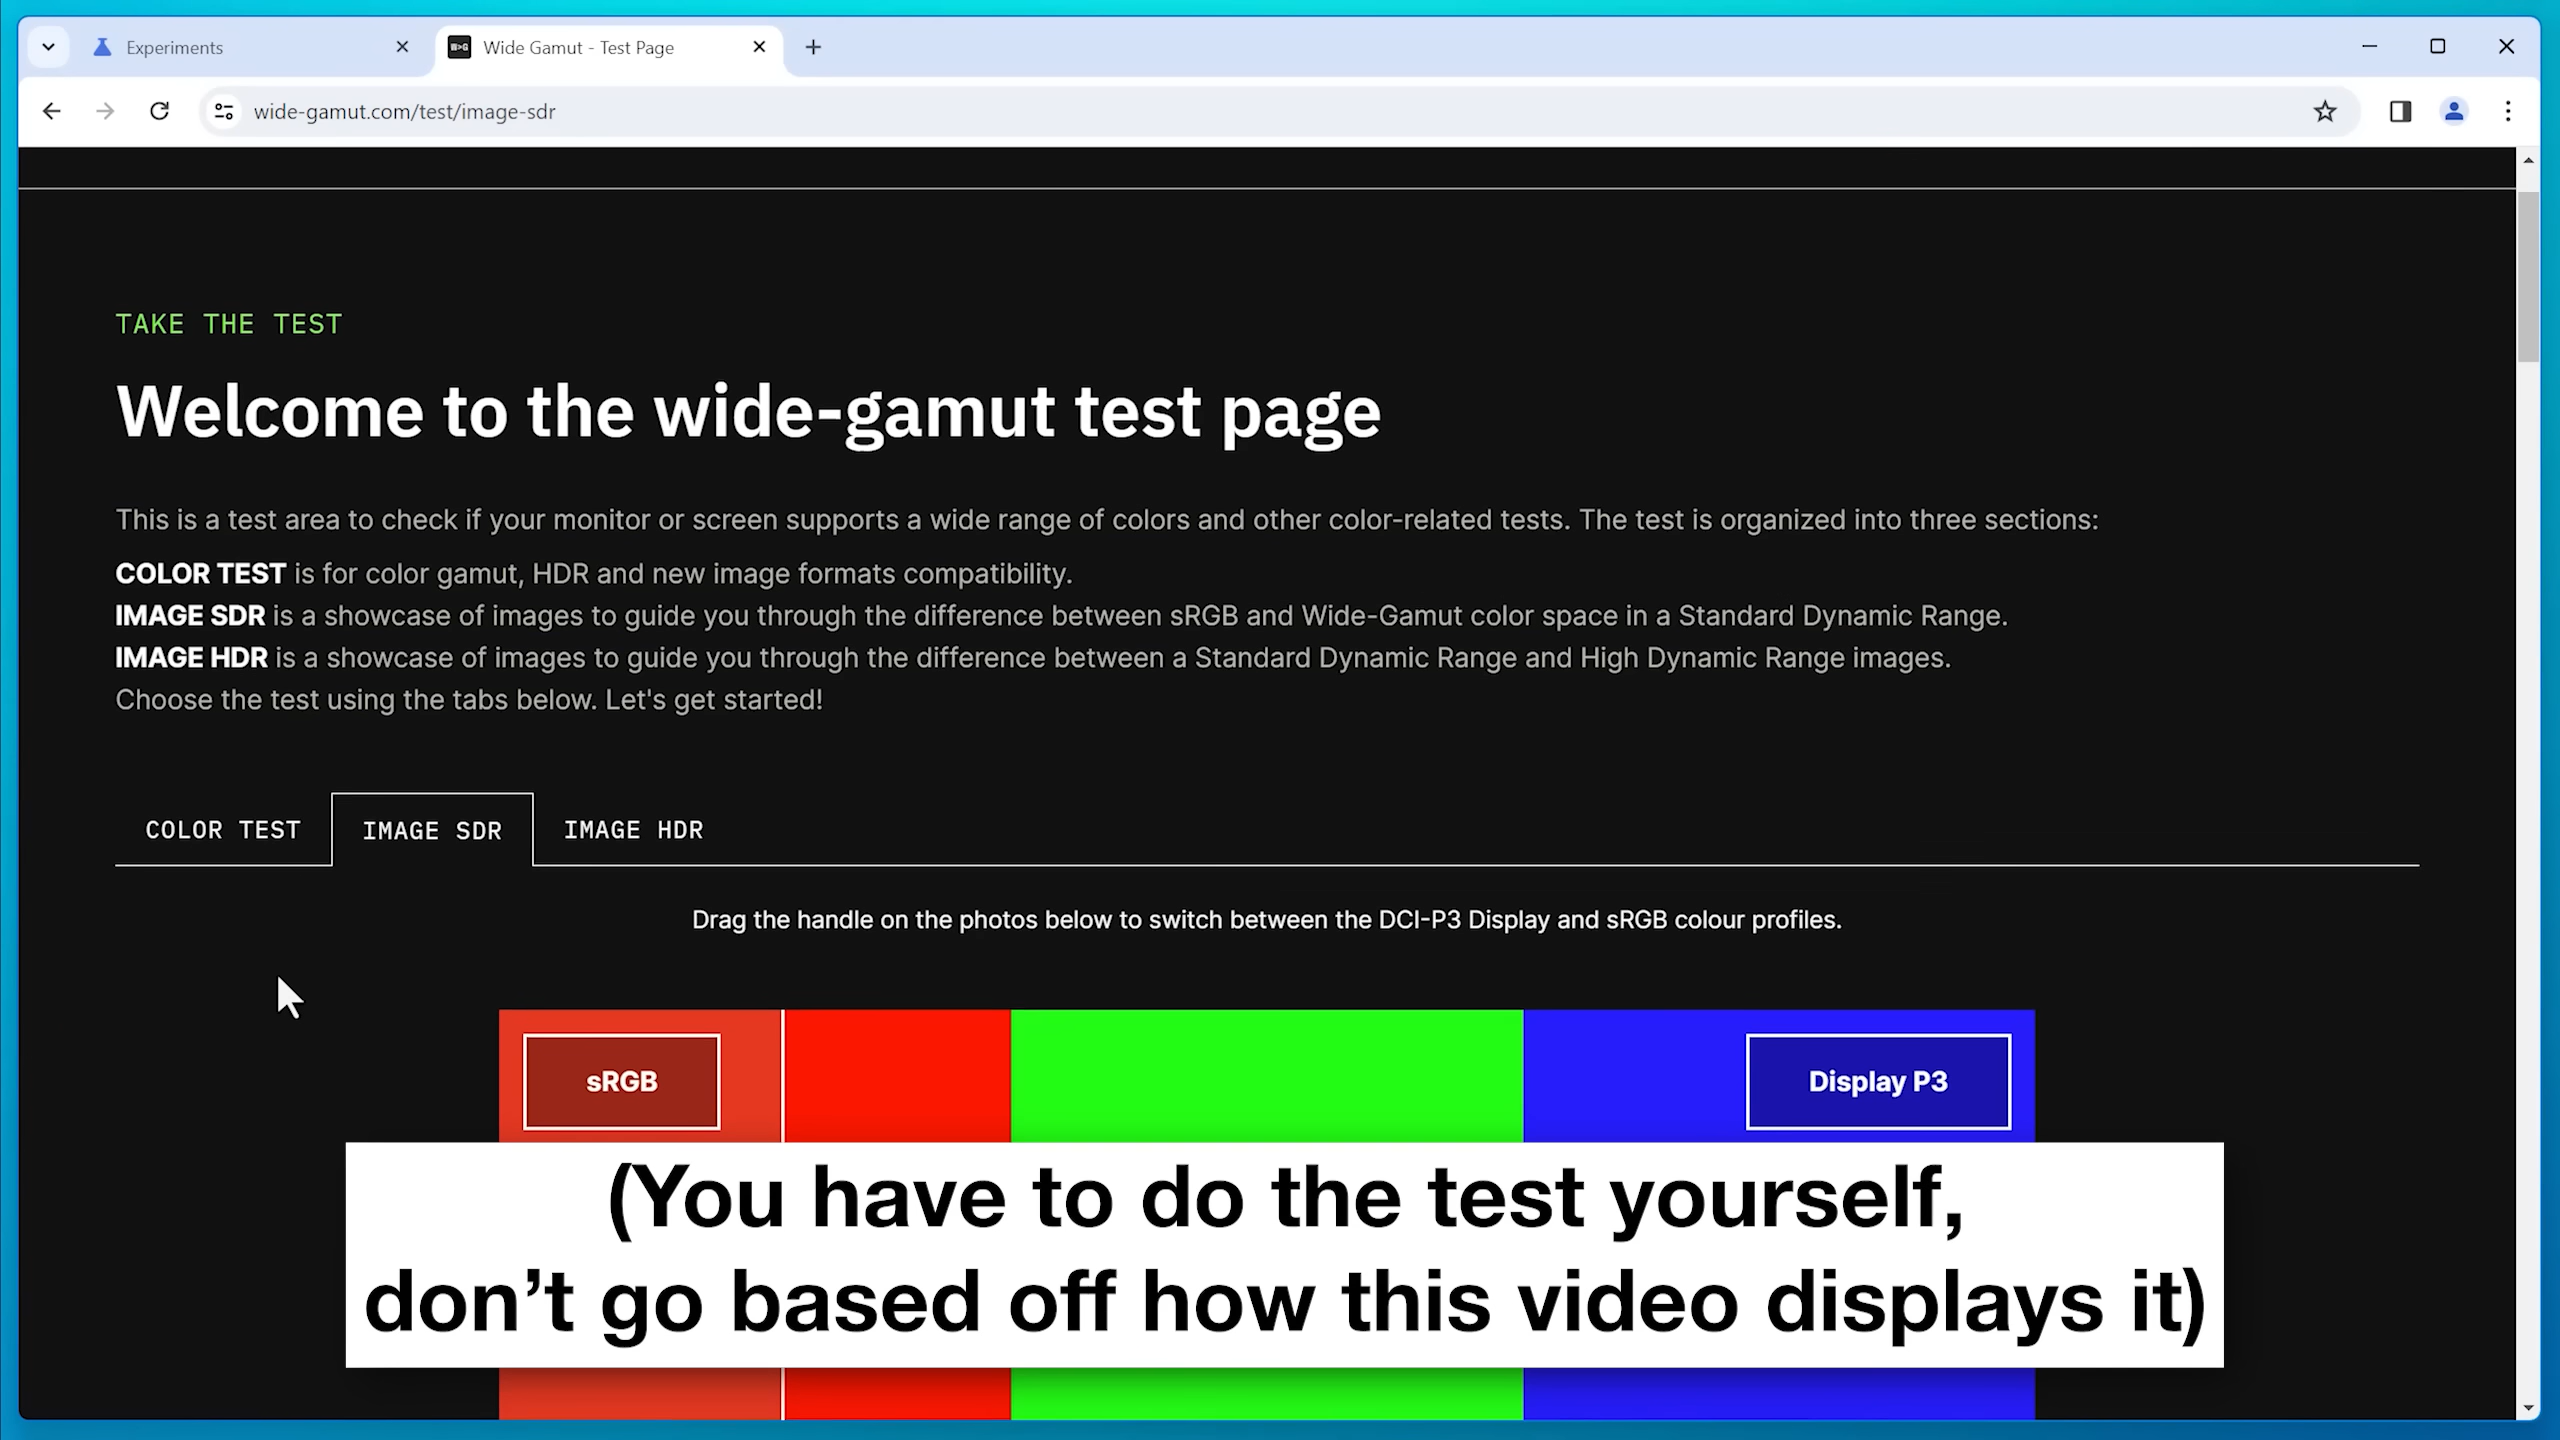 Experiments
Wide Gamut - Test Page
wide-gamut.com/test/image-sdr
TAKE THE TEST
Welcome to the wide-gamut test page
This is a test area to check if your monitor or screen supports a wide range of colors and other color-related tests. The test is organized into three sections:
COLOR TEST is for color gamut, HDR and new image formats compatibility.
IMAGE SDR is a showcase of images to guide you through the difference between sRGB and Wide-Gamut color space in a Standard Dynamic Range.
IMAGE HDR is a showcase of images to guide you through the difference between a Standard Dynamic Range and High Dynamic Range images.
Choose the test using the tabs below. Let's get started!
COLOR TEST IMAGE SDR IMAGE HDR
Drag the handle on the photos below to switch between the DCI-P3 Display and sRGB colour profiles.
sRGB Display P3
(You have to do the test yourself,
don’t go based off how this video displays it)